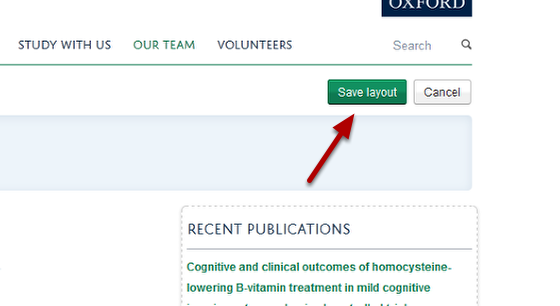 OXFORD
STUDY WITH US OUR TEAM VOLUNTEERS Search
Save layout Cancel
RECENT PUBLICATIONS
Cognitive and clinical outcomes of homocysteine-
lowering B-vitamin treatment in mild cognitive